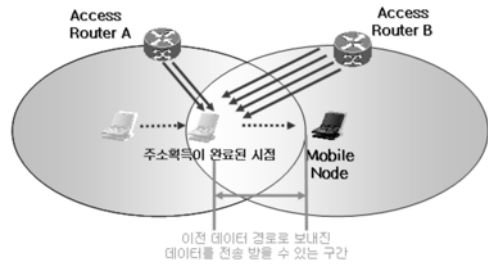 Access
Router A
Access
Router B
주소획득이 완료된 시점
Mobile
Node
이전 데이터 경로로 보내진
데이터를 전송 받을 수 있는 구간